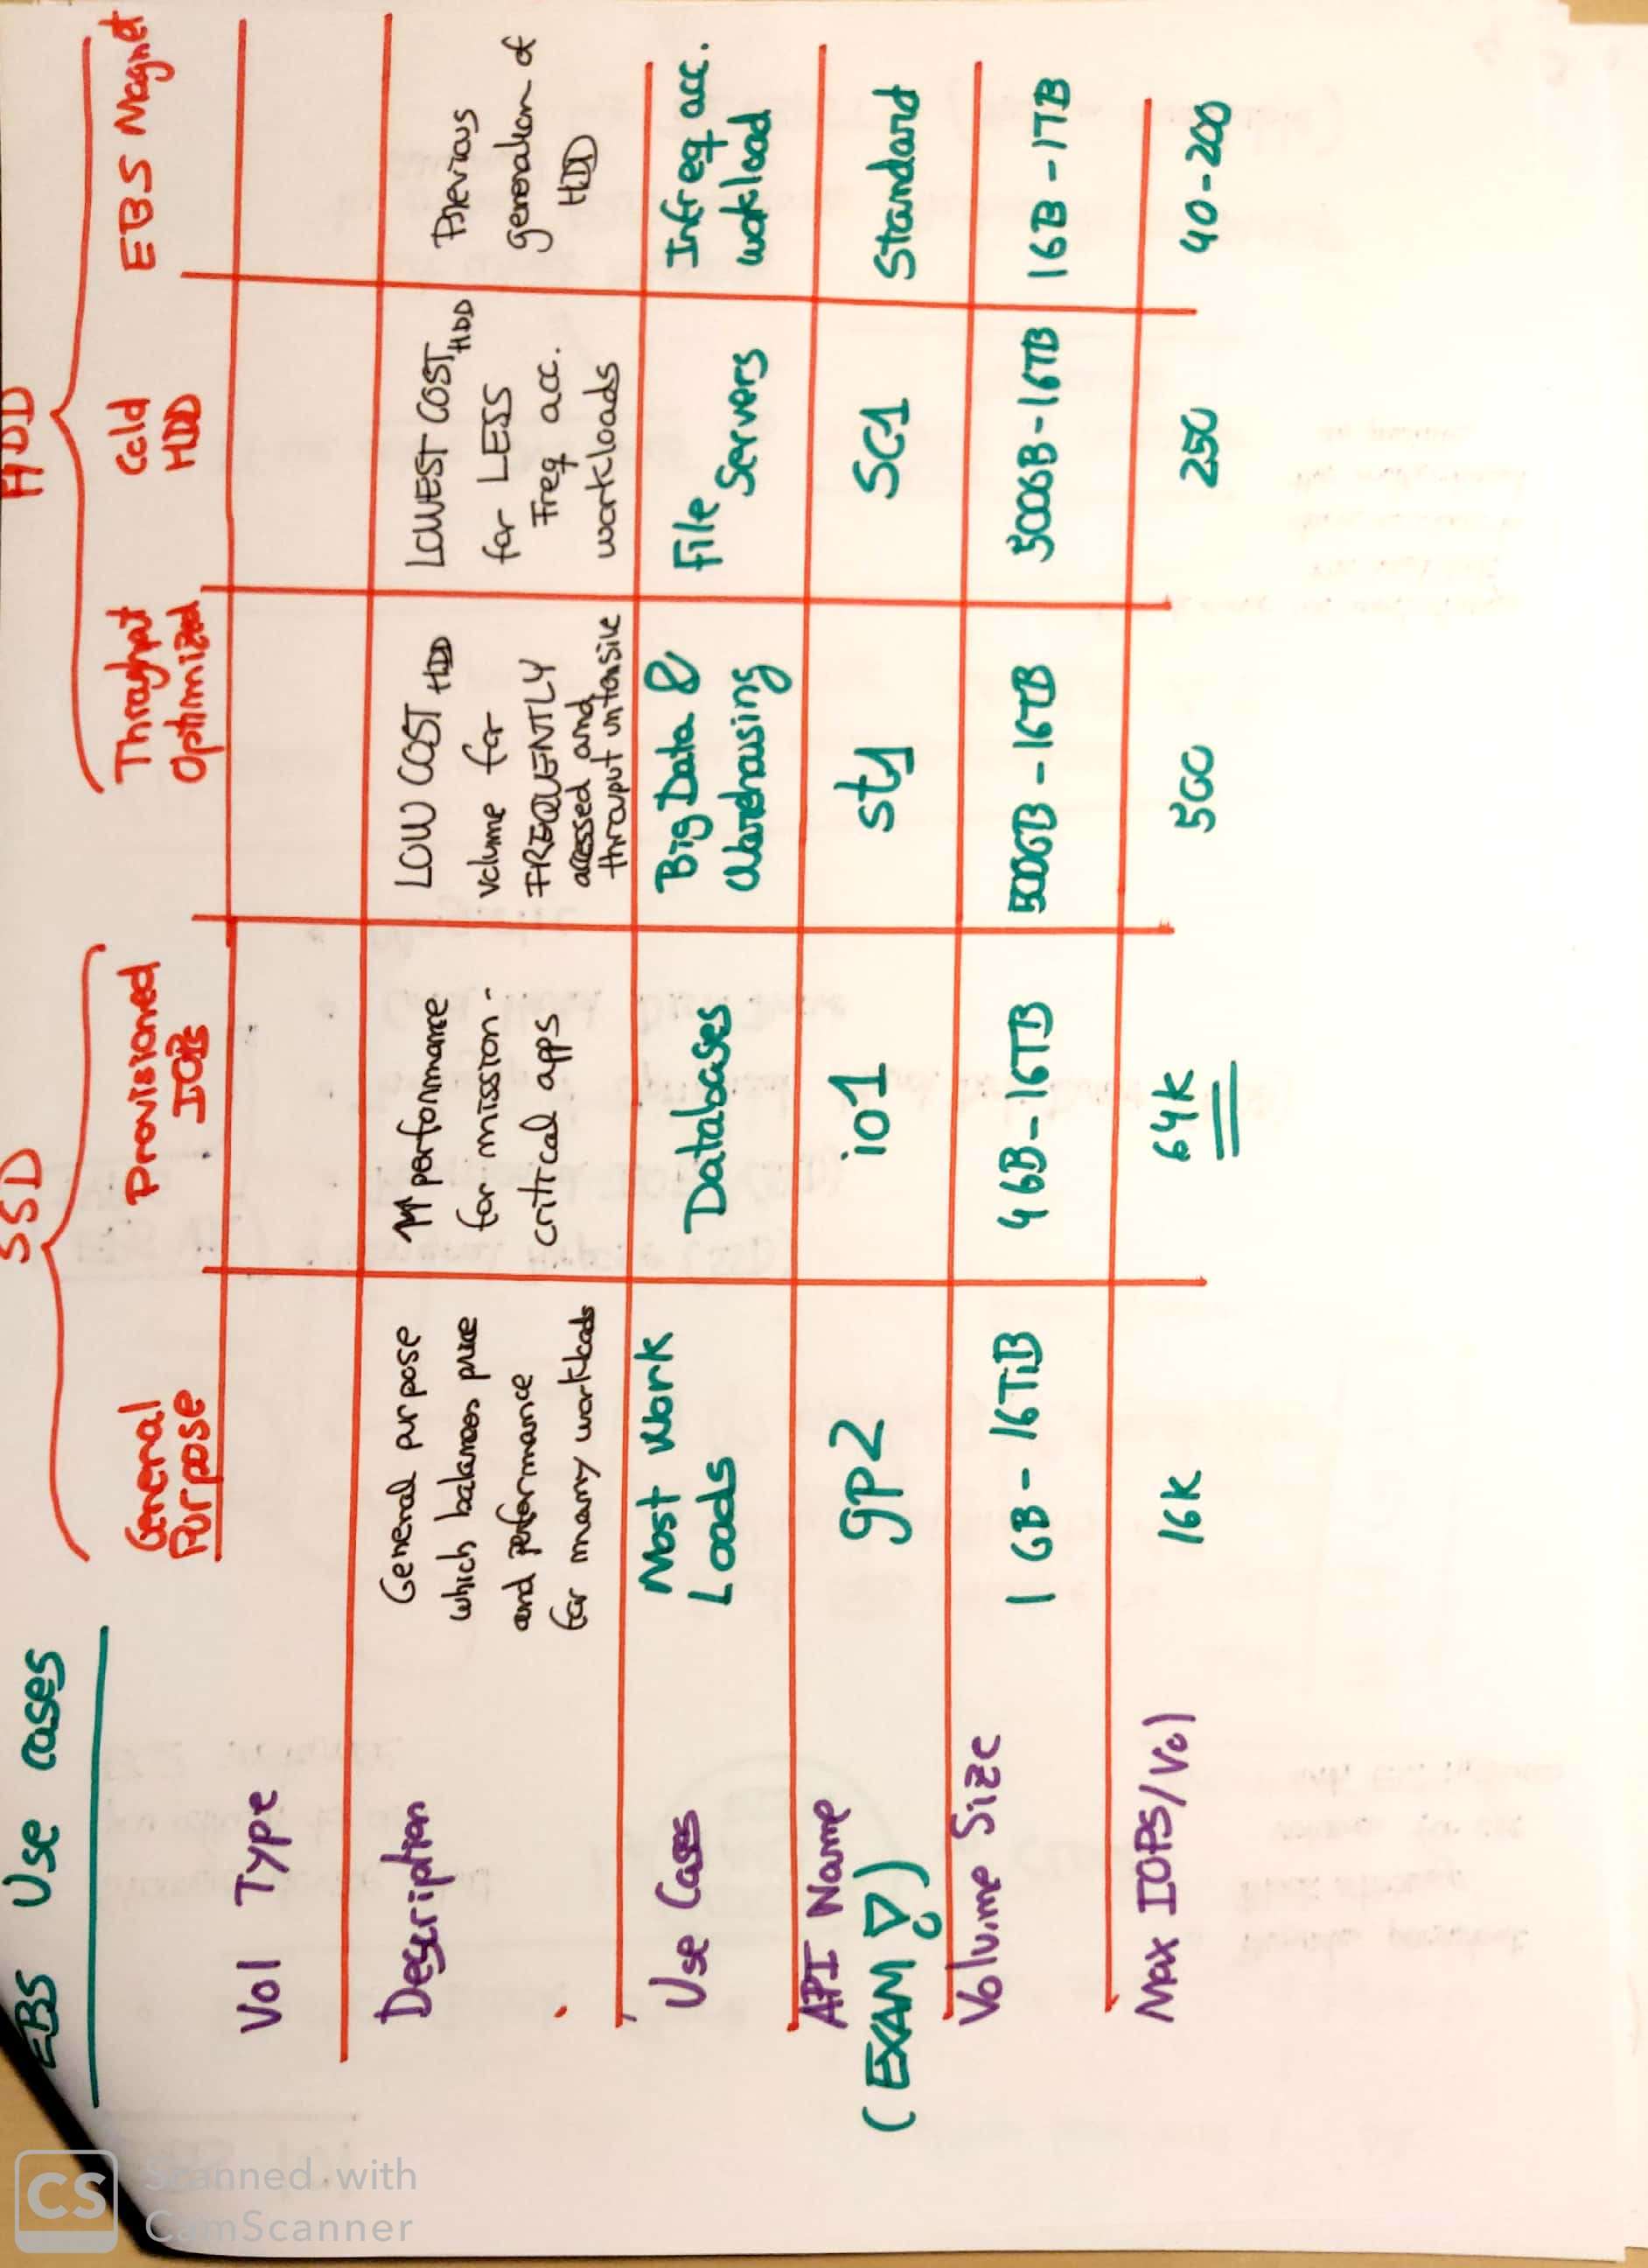 EBS Use cases
SSD
HDD
General
Purpose
Provisioned
IOPS
Throughput
Optimized
Cold
HDD
EBS Magnet
Vol Type
Description
General purpose
which balances price
and performance
for many workloads
↑↑ performance
for mission-
critical apps
LOW COST HDD
volume for
FREQUENTLY
accessed and
thruput intensive
LOWEST COST HDD
for LESS
Freq acc.
workloads
Previous
generation of
HDD
Use Cases
Most Work
Loads
Databases
Big Data &
Warehousing
File
Servers
Infreq acc.
workload
API Name
(EXAM)
gp2
io1
st1
SC1
Standard
Volume Size
1 GB - 16TiB
4GB - 16TB
500GB - 16TB
500GB - 16TB
1GB - 1TB
Max IOPS/Vol
16K
64K
500
250
40-200
CS
Scanned with
CamScanner